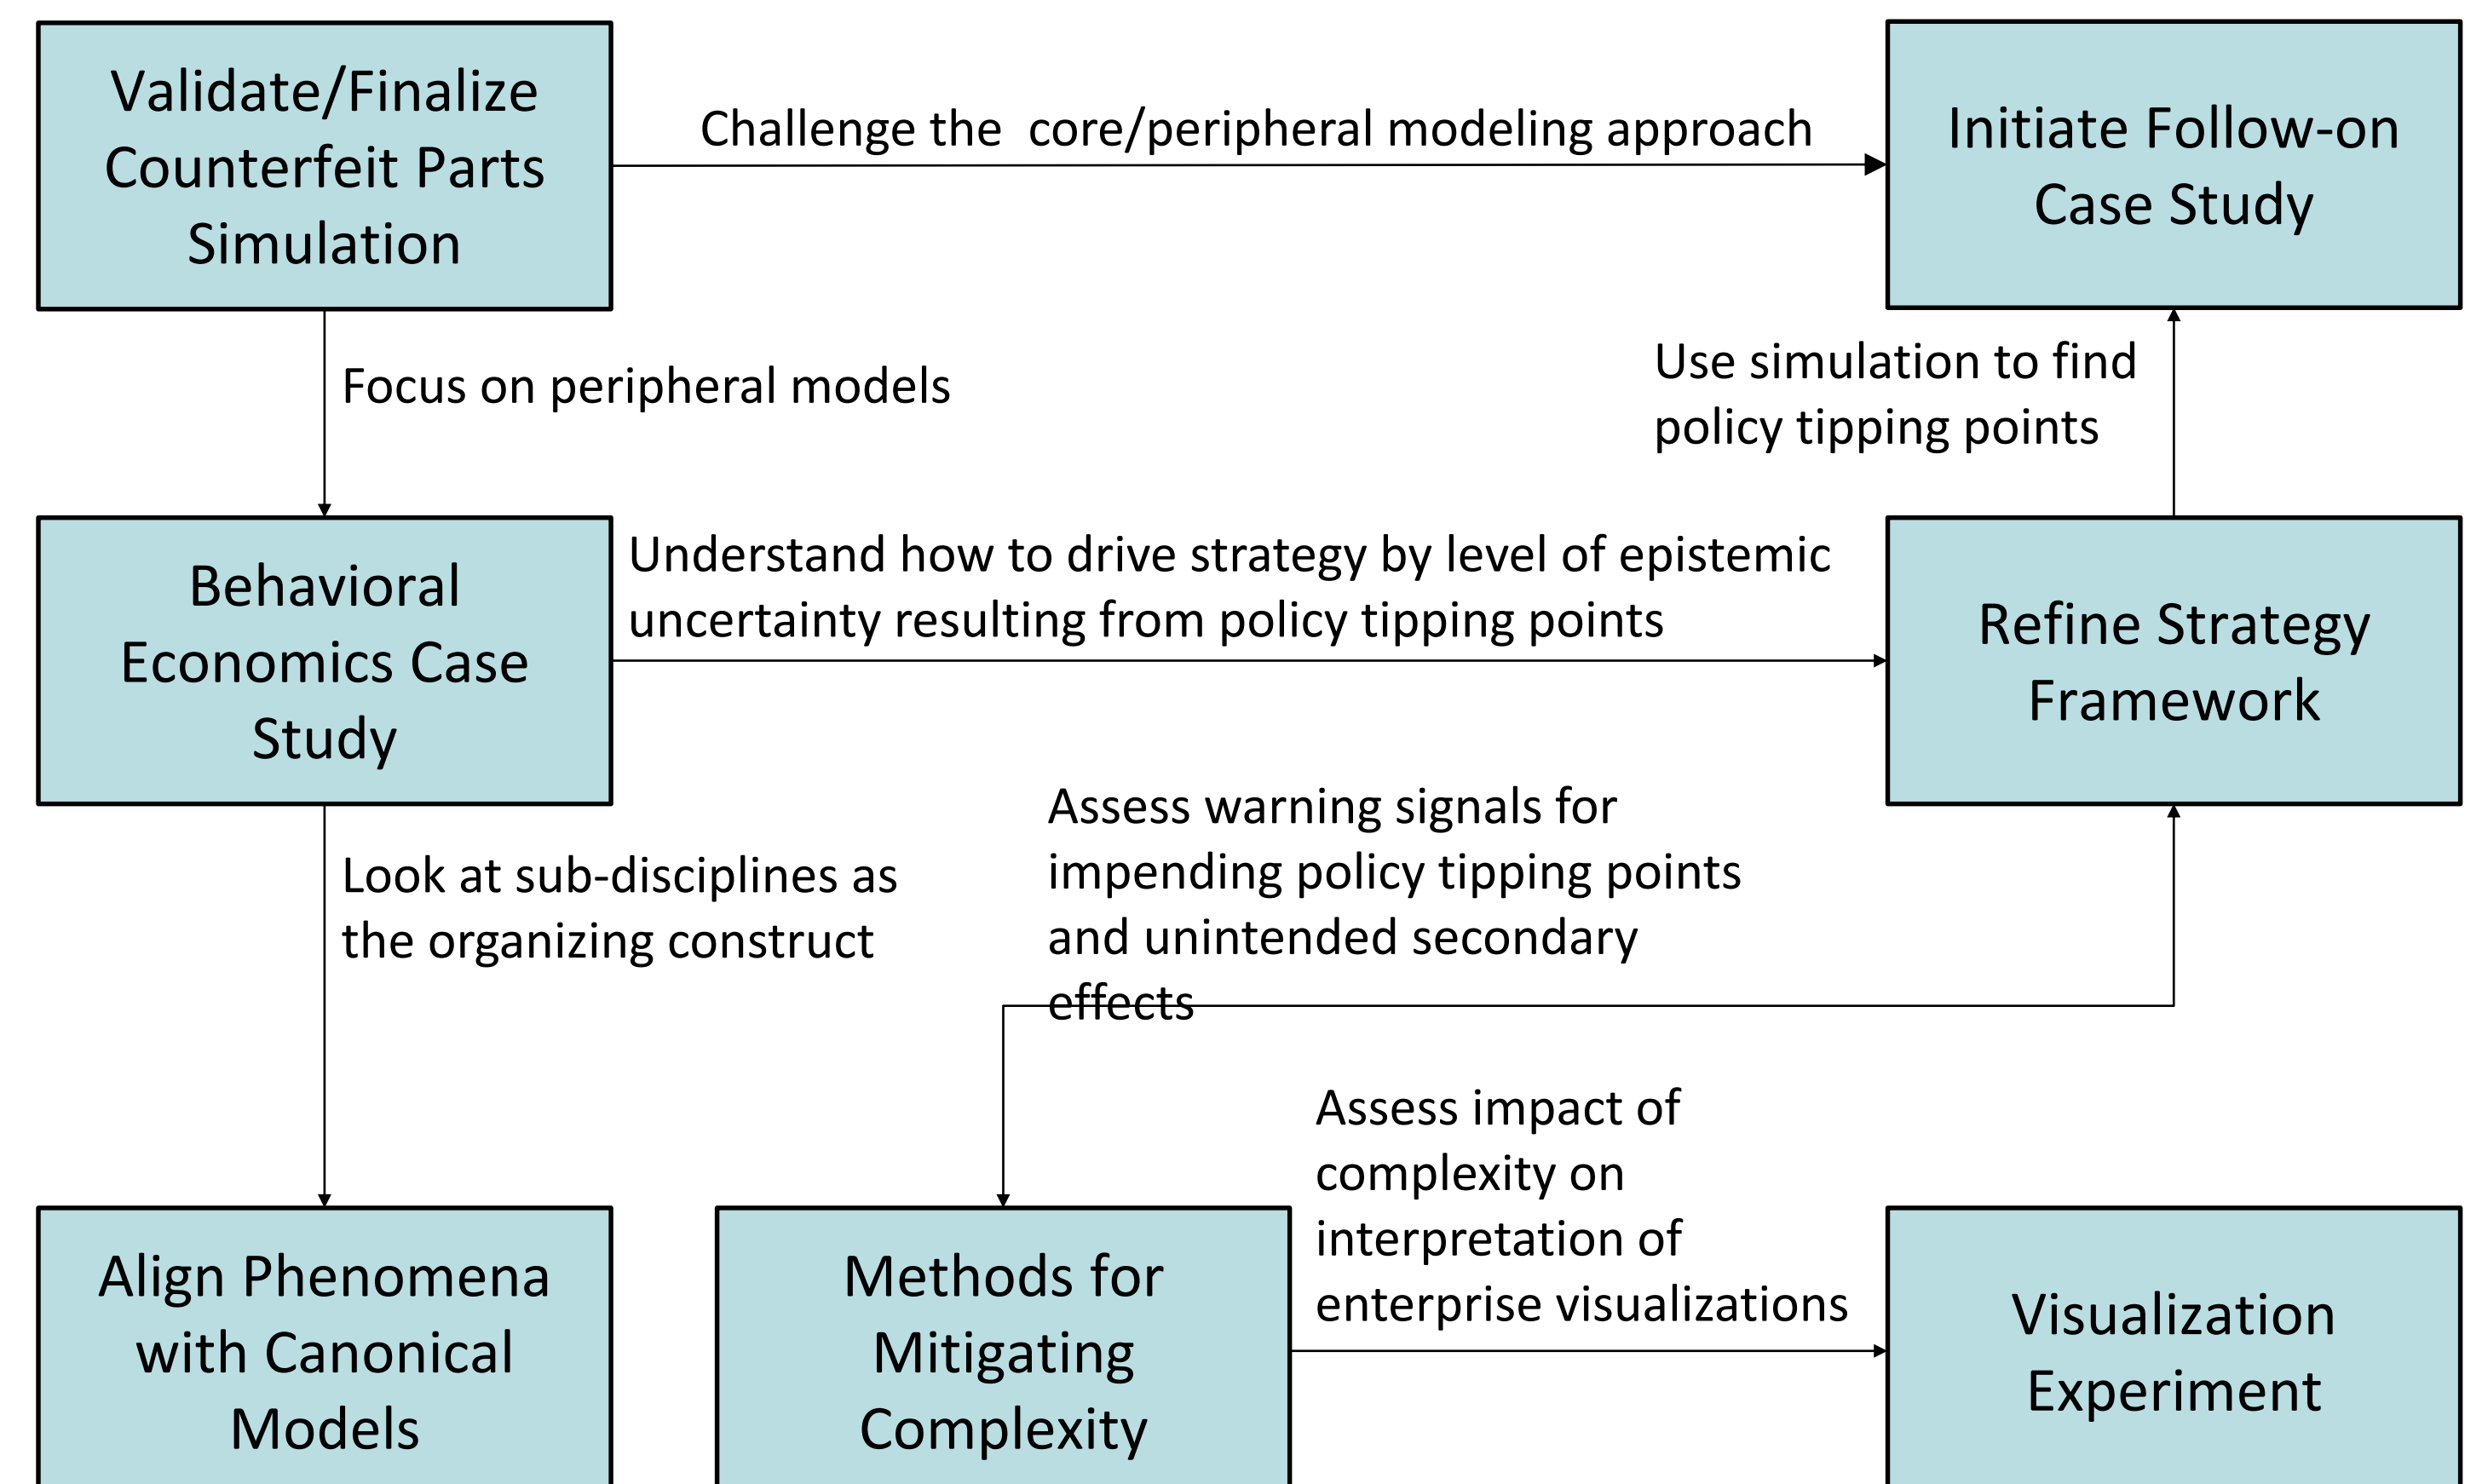 Validate/Finalize
Counterfeit Parts
Simulation
Challenge the  core/peripheral modeling approach
Initiate Follow-on
Case Study
Focus on peripheral models
Use simulation to find
policy tipping points
Behavioral
Economics Case
Study
Understand how to drive strategy by level of epistemic
uncertainty resulting from policy tipping points
Refine Strategy
Framework
Look at sub-disciplines as
the organizing construct
Assess warning signals for
impending policy tipping points
and unintended secondary
effects
Assess impact of
complexity on
interpretation of
enterprise visualizations
Align Phenomena
with Canonical
Models
Methods for
Mitigating
Complexity
Visualization
Experiment